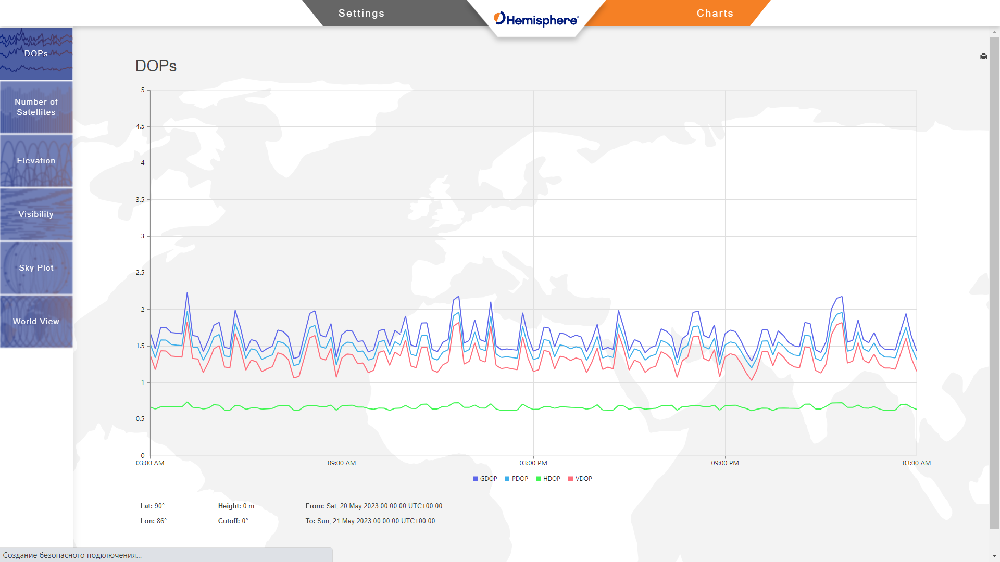 Settings
Hemisphere
Charts
DOPs
Number of
Satellites
Elevation
Visibility
Sky Plot
World View
DOPs
5
4.5
4
3.5
3
2.5
2
1.5
1
0.5
0
03:00 AM 09:00 AM 03:00 PM 09:00 PM 03:00 AM
GDOP PDOP HDOP VDOP
Lat: 90° Height: 0 m From: Sat, 20 May 2023 00:00:00 UTC+00:00
Lon: 86° Cutoff: 0° To: Sun, 21 May 2023 00:00:00 UTC+00:00
Создание безопасного подключения...